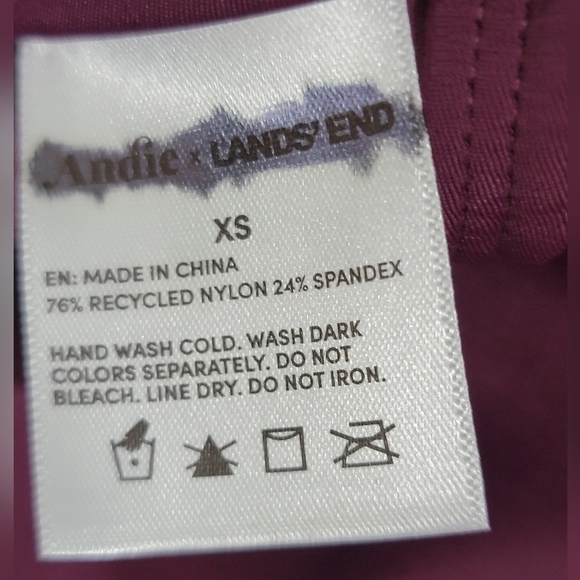 Andie x LANDS' END
XS
EN: MADE IN CHINA
76% RECYCLED NYLON 24% SPANDEX
HAND WASH COLD. WASH DARK
COLORS SEPARATELY. DO NOT
BLEACH. LINE DRY. DO NOT IRON.